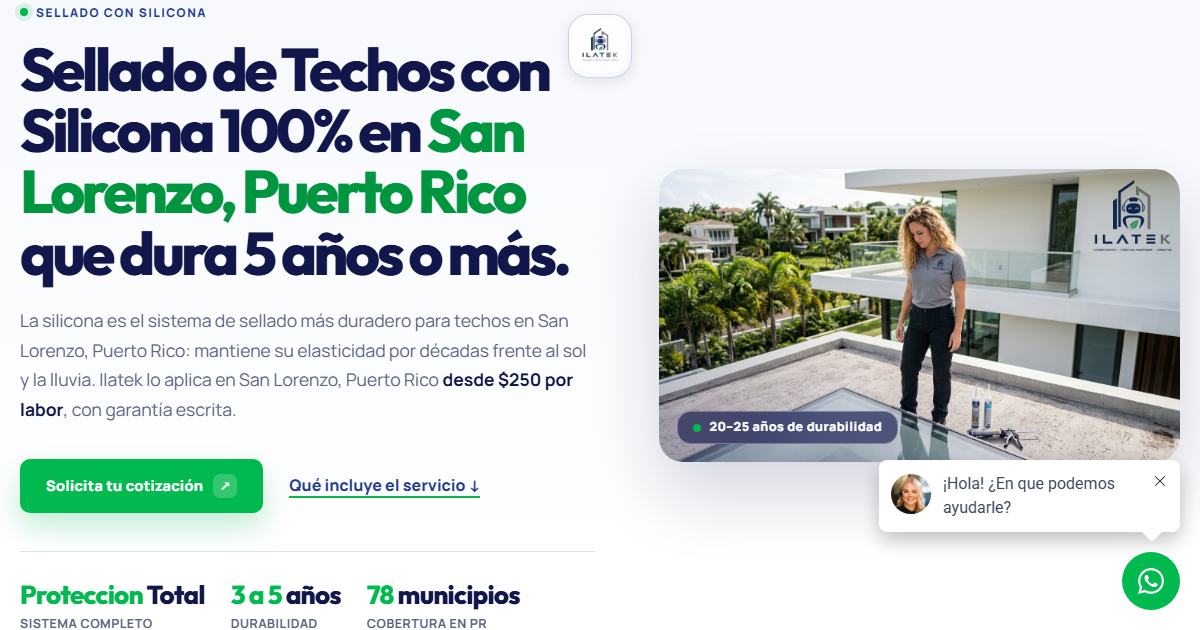 SELLADO CON SILICONA
ILATEK
Sellado de Techos con
Silicona 100% en San
Lorenzo, Puerto Rico
que dura 5 años o más.
La silicona es el sistema de sellado más duradero para techos en San
Lorenzo, Puerto Rico: mantiene su elasticidad por décadas frente al sol
y la lluvia. Ilatek lo aplica en San Lorenzo, Puerto Rico desde $250 por
labor, con garantía escrita.
Solicita tu cotización ↗
Qué incluye el servicio ↓
ILATEK
20–25 años de durabilidad
¡Hola! ¿En que podemos
ayudarle?
Proteccion Total
SISTEMA COMPLETO
3 a 5 años
DURABILIDAD
78 municipios
COBERTURA EN PR